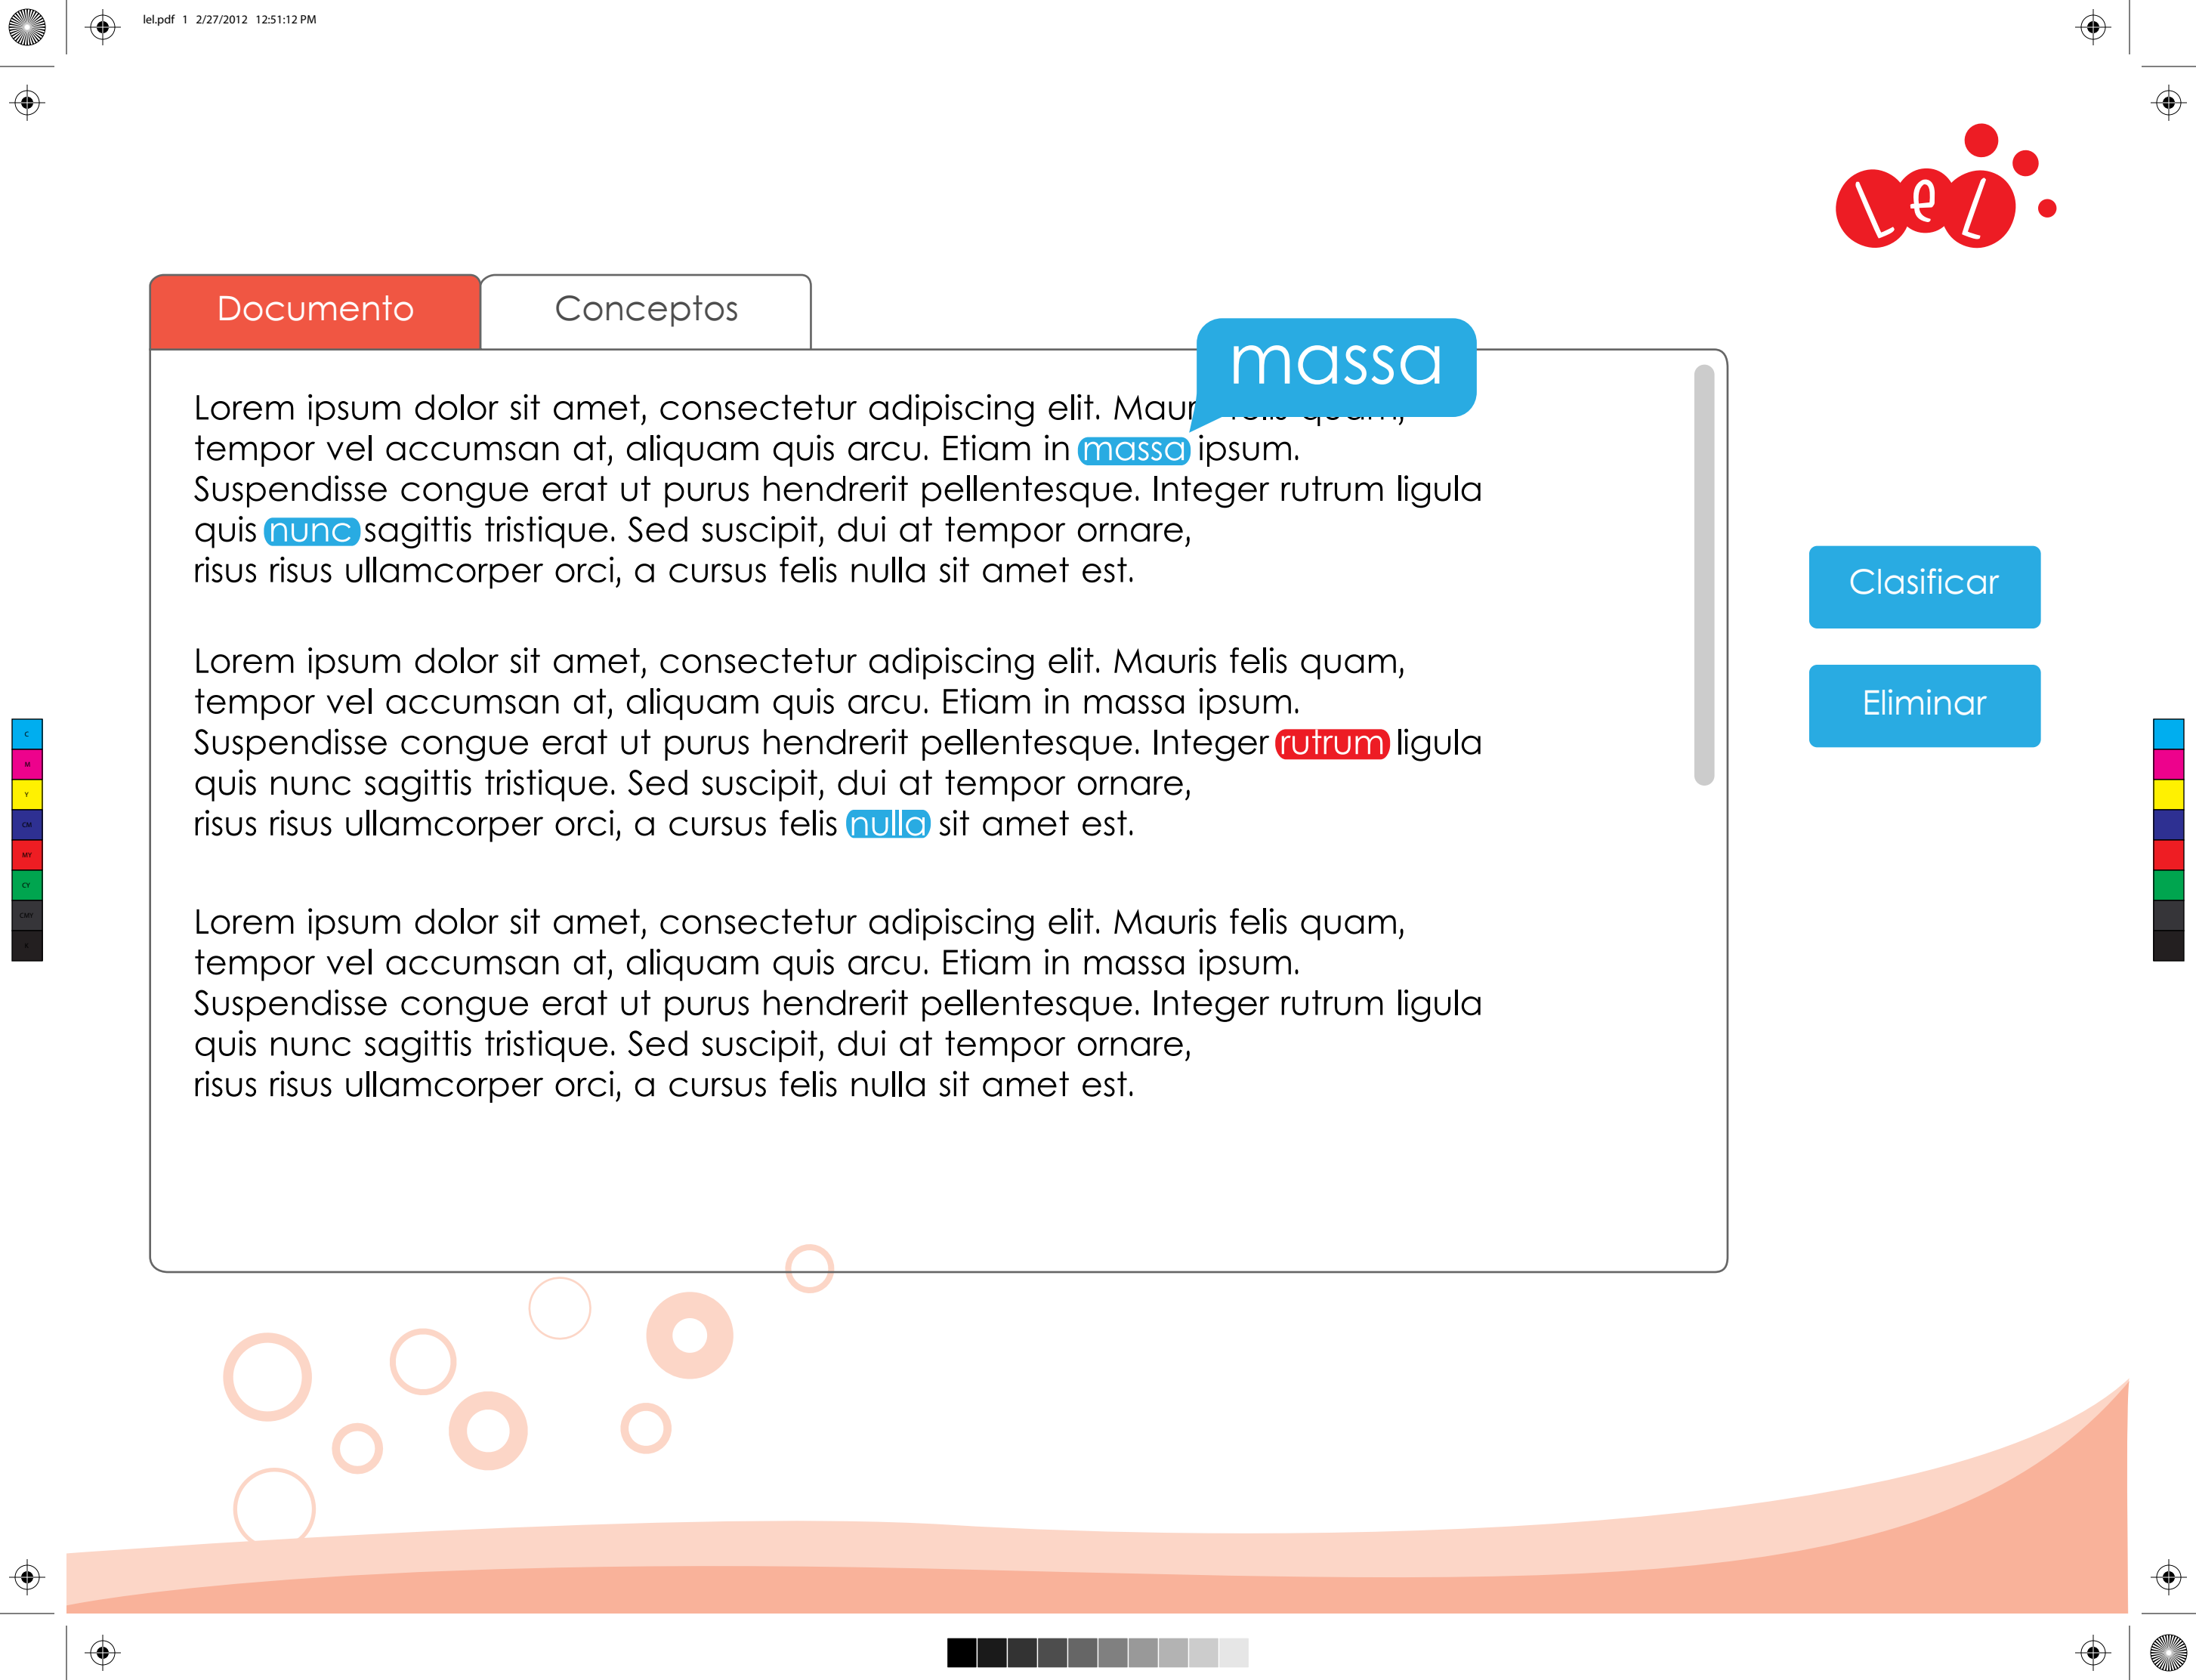 lel.pdf 1 2/27/2012 12:51:12 PM
LeL
Documento
Conceptos
massa
Lorem ipsum dolor sit amet, consectetur adipiscing elit.
tempor vel accumsan at, aliquam quis arcu. Etiam in massa ipsum.
Suspendisse congue erat ut purus hendrerit pellentesque. Integer rutrum ligula
quis nunc sagittis tristique. Sed suscipit, dui at tempor ornare,
risus risus ullamcorper orci, a cursus felis nulla sit amet est.
Lorem ipsum dolor sit amet, consectetur adipiscing elit. Mauris felis quam,
tempor vel accumsan at, aliquam quis arcu. Etiam in massa ipsum.
Suspendisse congue erat ut purus hendrerit pellentesque. Integer rutrum ligula
quis nunc sagittis tristique. Sed suscipit, dui at tempor ornare,
risus risus ullamcorper orci, a cursus felis nulla sit amet est.
Lorem ipsum dolor sit amet, consectetur adipiscing elit. Mauris felis quam,
tempor vel accumsan at, aliquam quis arcu. Etiam in massa ipsum.
Suspendisse congue erat ut purus hendrerit pellentesque. Integer rutrum ligula
quis nunc sagittis tristique. Sed suscipit, dui at tempor ornare,
risus risus ullamcorper orci, a cursus felis nulla sit amet est.
Clasificar
Eliminar
C
M
Y
CM
MY
CY
CMY
K